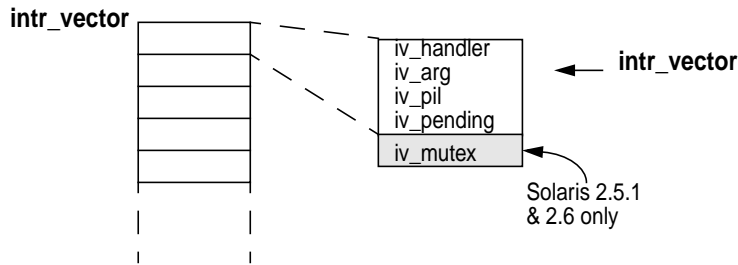 intr_vector
iv_handler
iv_arg
iv_pil
iv_pending
iv_mutex
intr_vector
Solaris 2.5.1
& 2.6 only